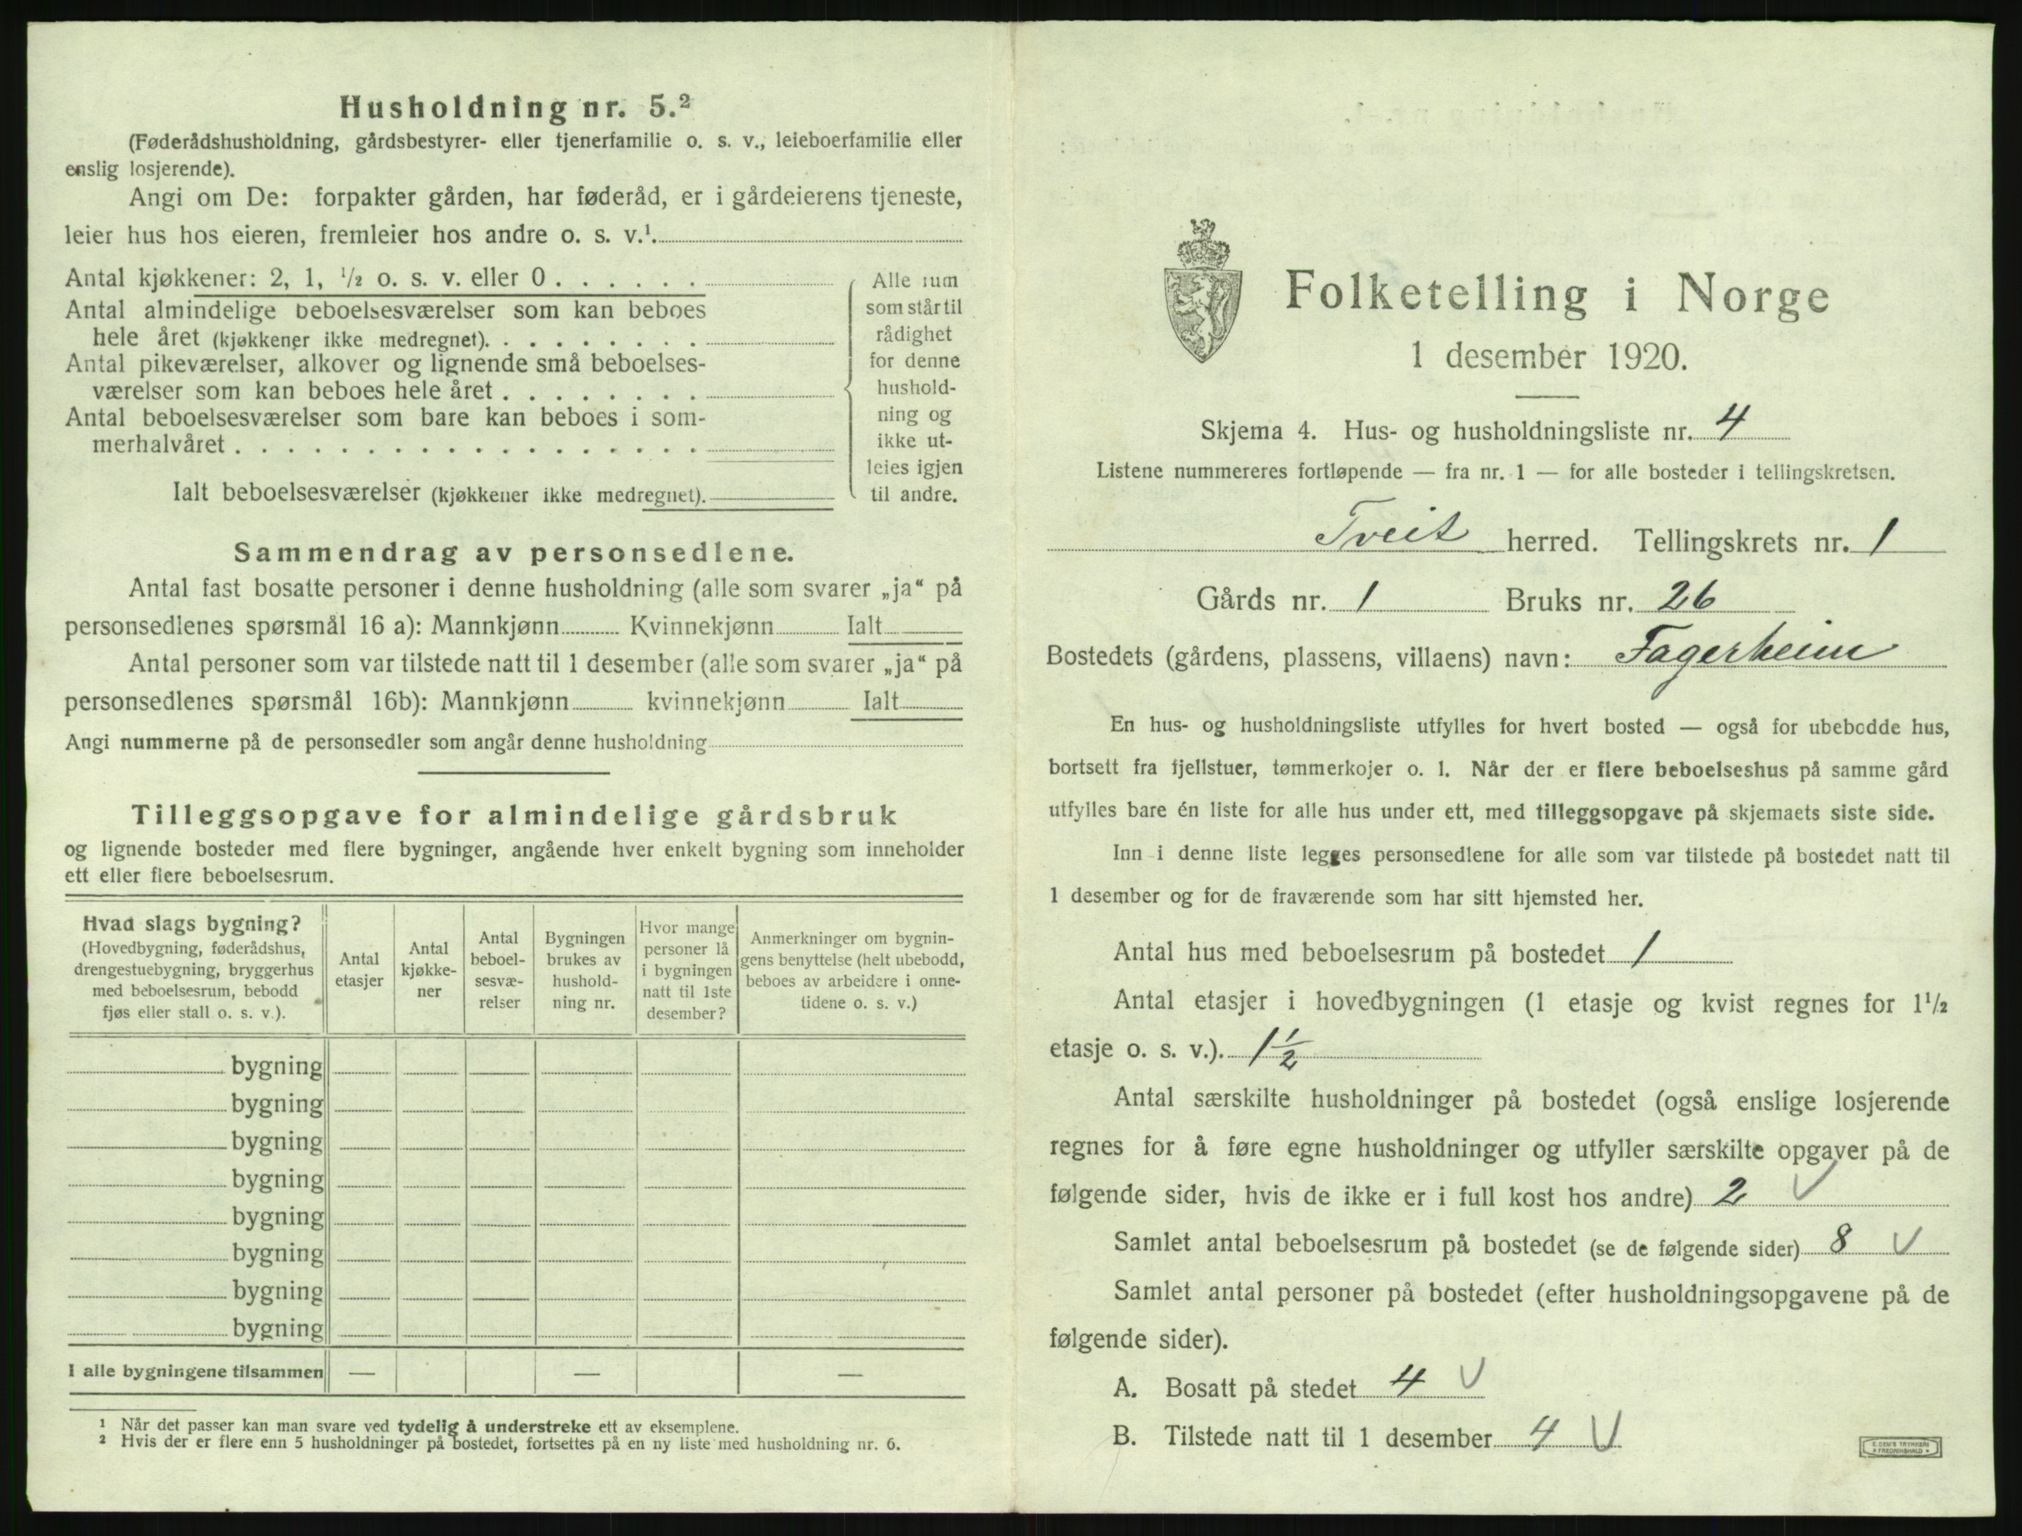 Husholdning nr. 5.²
(Føderådshusholdning, gårdsbestyrer- eller tjenerfamilie o. s. v., leieboerfamilie eller
enslig losjerende).
Angi om De: forpakter gården, har føderåd, er i gårdeierens tjeneste,
leier hus hos eieren, fremleier hos andre o. s. v.¹.
Antal kjøkkener: 2, 1, ½ o. s. v. eller 0 . . . . . .
Antal almindelige beboelsesværelser som kan beboes
hele året (kjøkkener ikke medregnet). . . . . . . . .
Antal pikeværelser, alkover og lignende små beboelses-
værelser som kan beboes hele året . . . . . . . .
Antal beboelsesværelser som bare kan beboes i som-
merhalvåret . . . . . . . . . . . . . . . . . .
Ialt beboelsesværelser (kjøkkener ikke medregnet).
Alle rum
som står til
rådighet
for denne
hushold-
ning og
ikke ut-
leies igjen
til andre.
Sammendrag av personsedlene.
Antal fast bosatte personer i denne husholdning (alle som svarer „ja“ på
personsedlenes spørsmål 16 a): Mannkjønn Kvinnekjønn Ialt
Antal personer som var tilstede natt til 1 desember (alle som svarer „ja“ på
personsedlenes spørsmål 16b): Mannkjønn kvinnekjønn Ialt
Angi nummerne på de personsedler som angår denne husholdning
Tilleggsopgave for almindelige gårdsbruk
og lignende bosteder med flere bygninger, angående hver enkelt bygning som inneholder
ett eller flere beboelsesrum.
Hvad slags bygning?
(Hovedbygning, føderådshus,
drengestuebygning, bryggerhus
med beboelsesrum, bebodd
fjøs eller stall o. s. v.).
Antal
etasjer
Antal
kjøkke-
ner
Antal
beboel-
sesvæ-
relser
Bygningen
brukes av
hushold-
ning nr.
Hvor mange
personer lå
i bygningen
natt til 1ste
desember?
Anmerkninger om bygnin-
gens benyttelse (helt ubebodd,
beboes av arbeidere i onne-
tidene o. s. v.)
bygning
bygning
bygning
bygning
bygning
bygning
bygning
bygning
I alle bygningene tilsammen — — —
¹ Når det passer kan man svare ved tydelig å understreke ett av eksemplene.
² Hvis der er flere enn 5 husholdninger på bostedet, fortsettes på en ny liste med husholdning nr. 6.
Folketelling i Norge
1 desember 1920.
Skjema 4. Hus- og husholdningsliste nr. 4
Listene nummereres fortløpende — fra nr. 1 — for alle bosteder i tellingskretsen.
Tveit herred. Tellingskrets nr. 1
Gårds nr. 1 Bruks nr. 26
Bostedets (gårdens, plassens, villaens) navn: Fagerheim
En hus- og husholdningsliste utfylles for hvert bosted — også for ubebodde hus,
bortsett fra fjellstuer, tømmerkojer o. l. Når der er flere beboelseshus på samme gård
utfylles bare én liste for alle hus under ett, med tilleggsopgave på skjemaets siste side.
Inn i denne liste legges personsedlene for alle som var tilstede på bostedet natt til
1 desember og for de fraværende som har sitt hjemsted her.
Antal hus med beboelsesrum på bostedet 1
Antal etasjer i hovedbygningen (1 etasje og kvist regnes for 1½
etasje o. s. v.). 1½
Antal særskilte husholdninger på bostedet (også enslige losjerende
regnes for å føre egne husholdninger og utfyller særskilte opgaver på de
følgende sider, hvis de ikke er i full kost hos andre) 2 V
Samlet antal beboelsesrum på bostedet (se de følgende sider) 8 V
Samlet antal personer på bostedet (efter husholdningsopgavene på de
følgende sider).
A. Bosatt på stedet 4 V
B. Tilstede natt til 1 desember 4 V
E. SEM'S TRYKKERI
FREDRIKSHALD